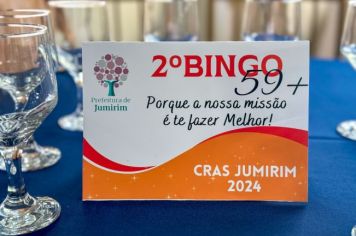 2ºBINGO
59+
Prefeitura de
Jumirim
Porque a nossa missão
é te fazer Melhor!
CRAS JUMIRIM
2024